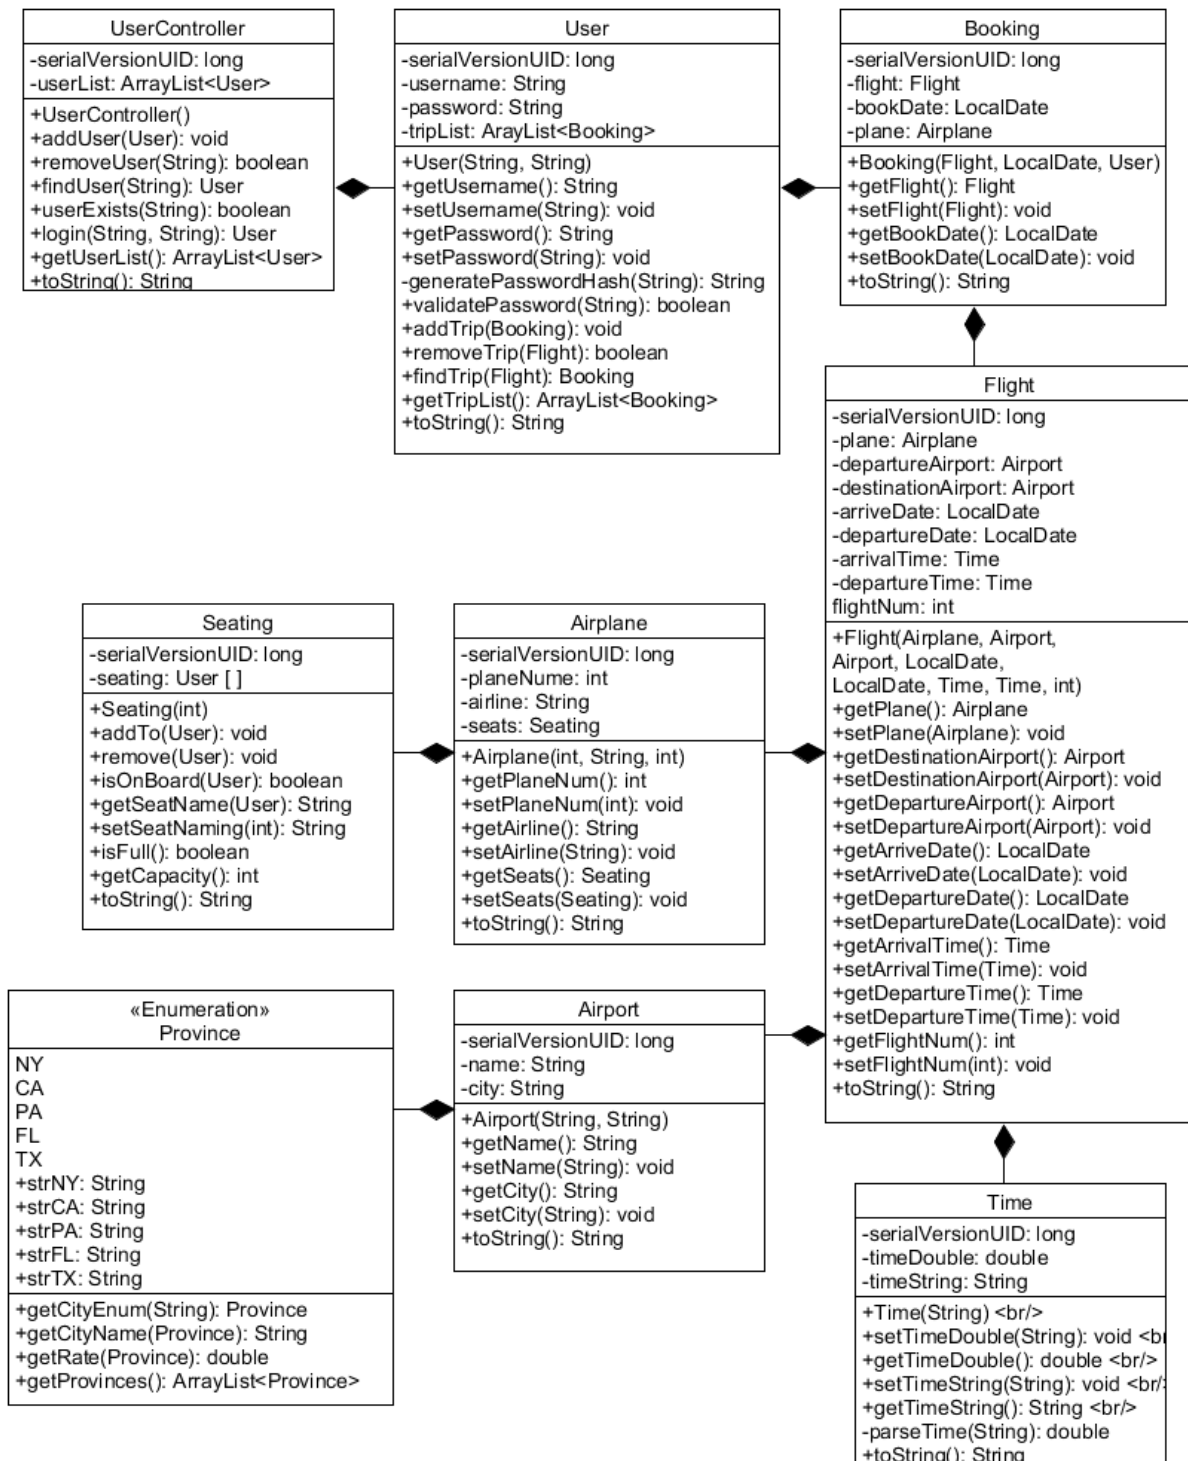 UserController
-serialVersionUID: long
-userList: ArrayList<User>
+UserController()
+addUser(User): void
+removeUser(String): boolean
+findUser(String): User
+userExists(String): boolean
+login(String, String): User
+getUserList(): ArrayList<User>
+toString(): String
User
-serialVersionUID: long
-username: String
-password: String
-tripList: ArayList<Booking>
+User(String, String)
+getUsername(): String
+setUsername(String): void
+getPassword(): String
+setPassword(String): void
-generatePasswordHash(String): String
+validatePassword(String): boolean
+addTrip(Booking): void
+removeTrip(Flight): boolean
+findTrip(Flight): Booking
+getTripList(): ArrayList<Booking>
+toString(): String
Booking
-serialVersionUID: long
-flight: Flight
-bookDate: LocalDate
-plane: Airplane
+Booking(Flight, LocalDate, User)
+getFlight(): Flight
+setFlight(Flight): void
+getBookDate(): LocalDate
+setBookDate(LocalDate): void
+toString(): String
Flight
-serialVersionUID: long
-plane: Airplane
-departureAirport: Airport
-destinationAirport: Airport
-arriveDate: LocalDate
-departureDate: LocalDate
-arrivalTime: Time
-departureTime: Time
flightNum: int
+Flight(Airplane, Airport,
Airport, LocalDate,
LocalDate, Time, Time, int)
+getPlane(): Airplane
+setPlane(Airplane): void
+getDestinationAirport(): Airport
+setDestinationAirport(Airport): void
+getDepartureAirport(): Airport
+setDepartureAirport(Airport): void
+getArriveDate(): LocalDate
+setArriveDate(LocalDate): void
+getDepartureDate(): LocalDate
+setDepartureDate(LocalDate): void
+getArrivalTime(): Time
+setArrivalTime(Time): void
+getDepartureTime(): Time
+setDepartureTime(Time): void
+getFlightNum(): int
+setFlightNum(int): void
+toString(): String
Seating
-serialVersionUID: long
-seating: User [ ]
+Seating(int)
+addTo(User): void
+remove(User): void
+isOnBoard(User): boolean
+getSeatName(User): String
+setSeatNaming(int): String
+isFull(): boolean
+getCapacity(): int
+toString(): String
Airplane
-serialVersionUID: long
-planeNume: int
-airline: String
-seats: Seating
+Airplane(int, String, int)
+getPlaneNum(): int
+setPlaneNum(int): void
+getAirline(): String
+setAirline(String): void
+getSeats(): Seating
+setSeats(Seating): void
+toString(): String
«Enumeration»
Province
NY
CA
PA
FL
TX
+strNY: String
+strCA: String
+strPA: String
+strFL: String
+strTX: String
+getCityEnum(String): Province
+getCityName(Province): String
+getRate(Province): double
+getProvinces(): ArrayList<Province>
Airport
-serialVersionUID: long
-name: String
-city: String
+Airport(String, String)
+getName(): String
+setName(String): void
+getCity(): String
+setCity(String): void
+toString(): String
Time
-serialVersionUID: long
-timeDouble: double
-timeString: String
+Time(String) <br/>
+setTimeDouble(String): void <br
+getTimeDouble(): double <br/>
+setTimeString(String): void <br/>
+getTimeString(): String <br/>
-parseTime(String): double
+toString(): String